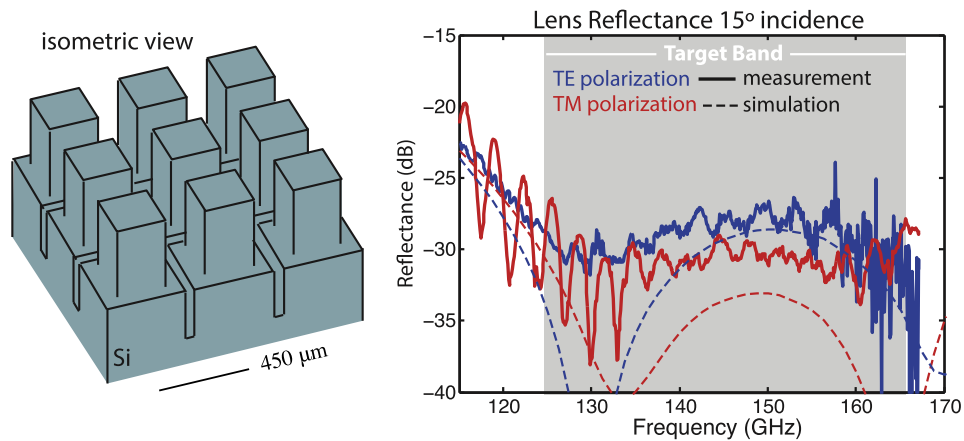 isometric view
Si
450 μm
Lens Reflectance 15º incidence
Target Band
TE polarization measurement
TM polarization simulation
Reflectance (dB)
−15
−20
−25
−30
−35
−40
120 130 140 150 160 170
Frequency (GHz)